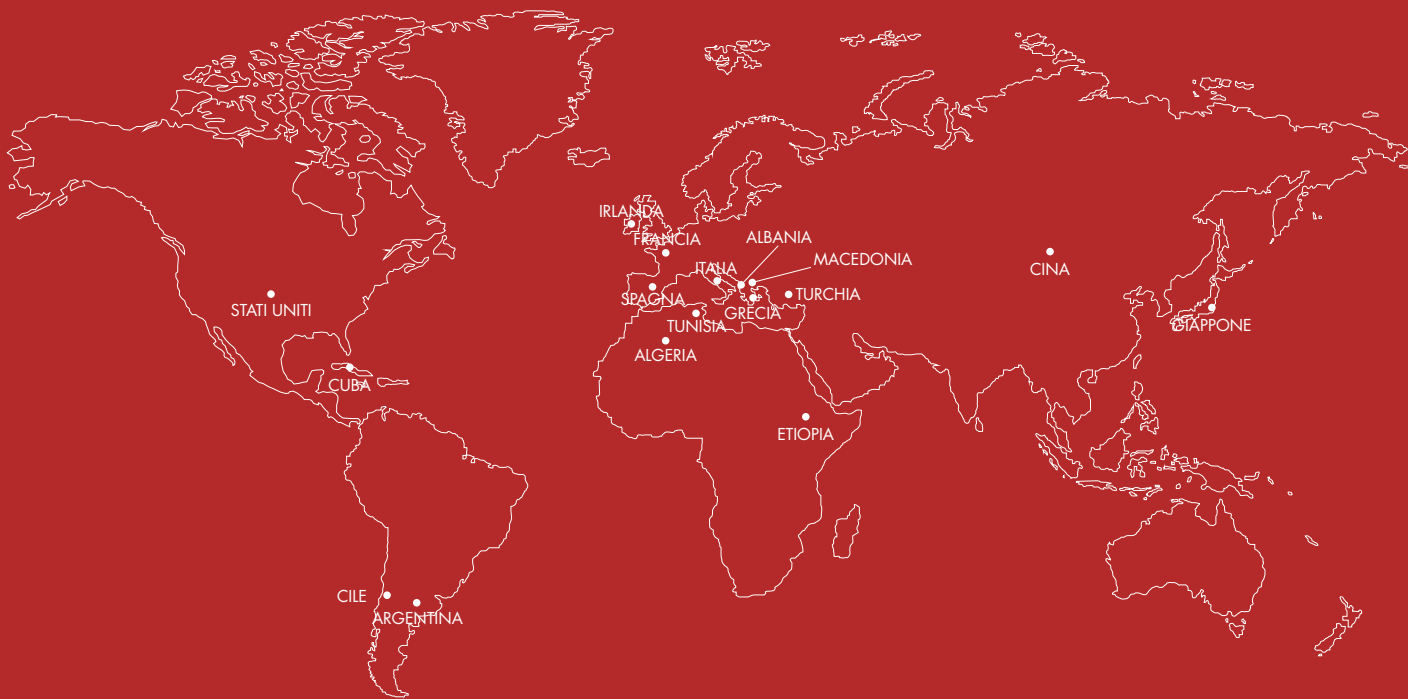 IRLANDA
FRANCIA
ALBANIA
MACEDONIA
ITALIA
CINA
STATI UNITI
SPAGNA
TURCHIA
GRECIA
TUNISIA
GIAPPONE
ALGERIA
CUBA
ETIOPIA
CILE
ARGENTINA